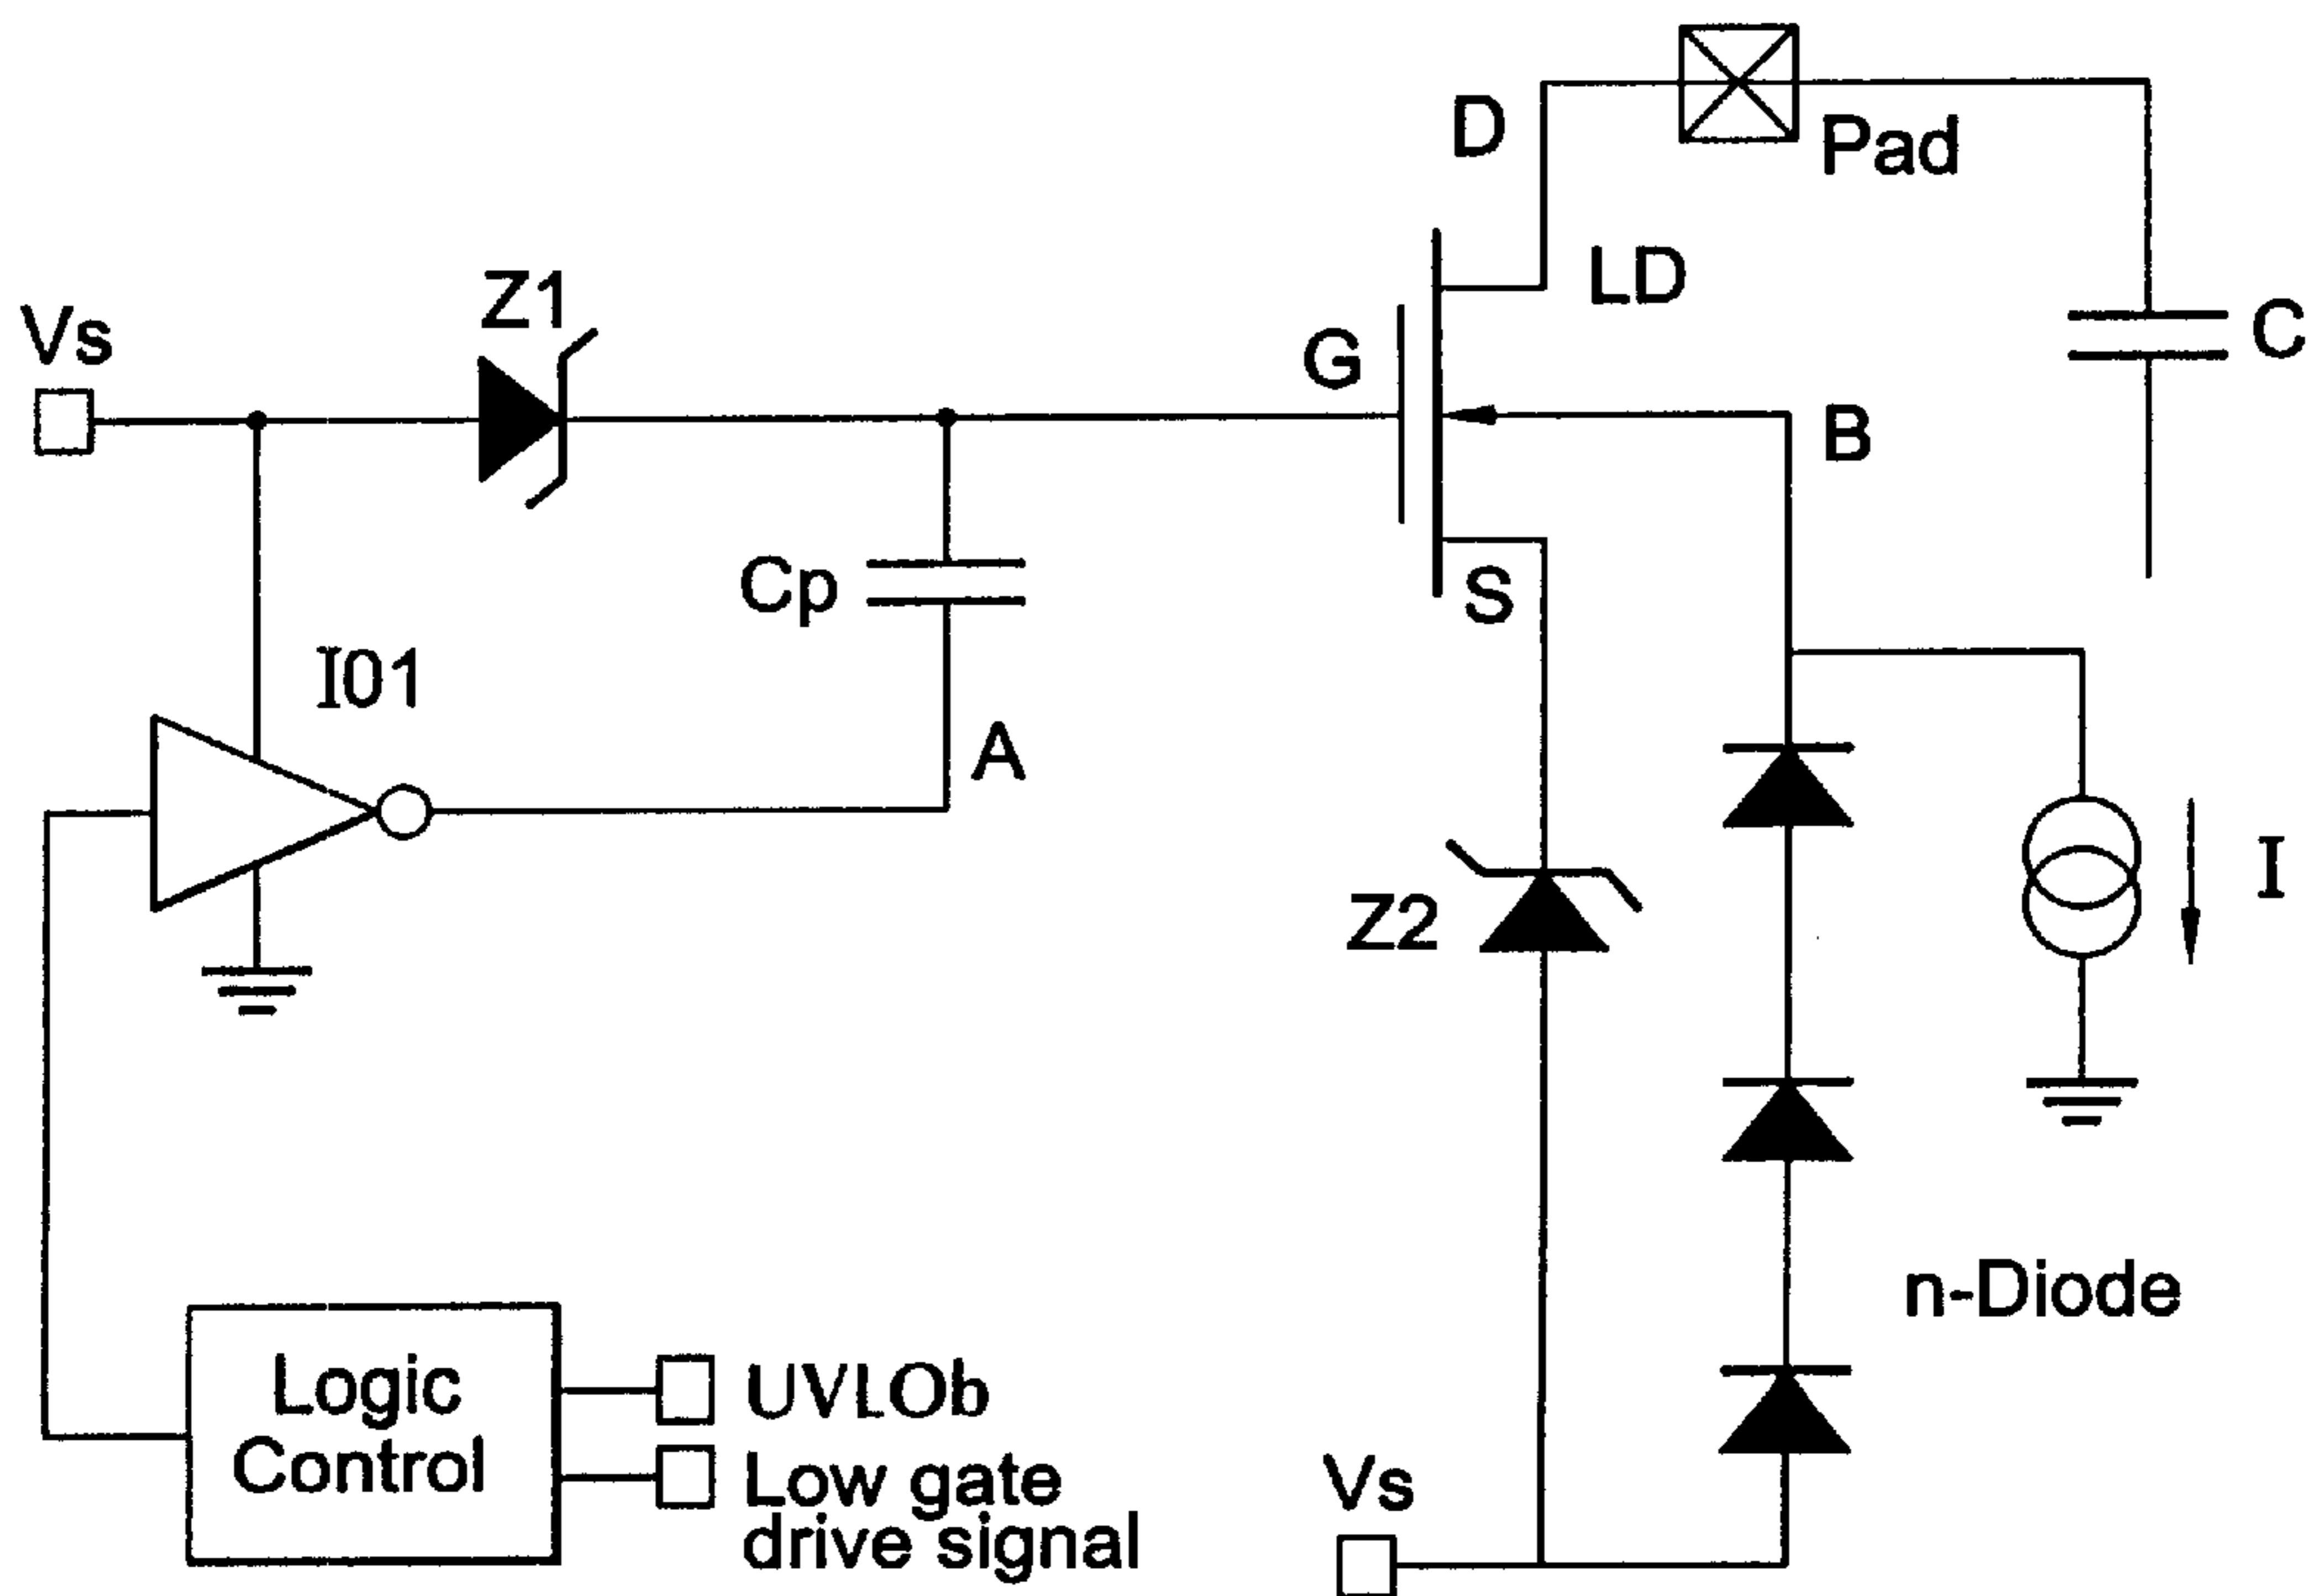 D
Pad
LD
Z1
Vs
G
C
B
Cp
S
I01
A
I
Z2
n-Diode
Logic
Control
UVLOb
Low gate
drive signal
Vs